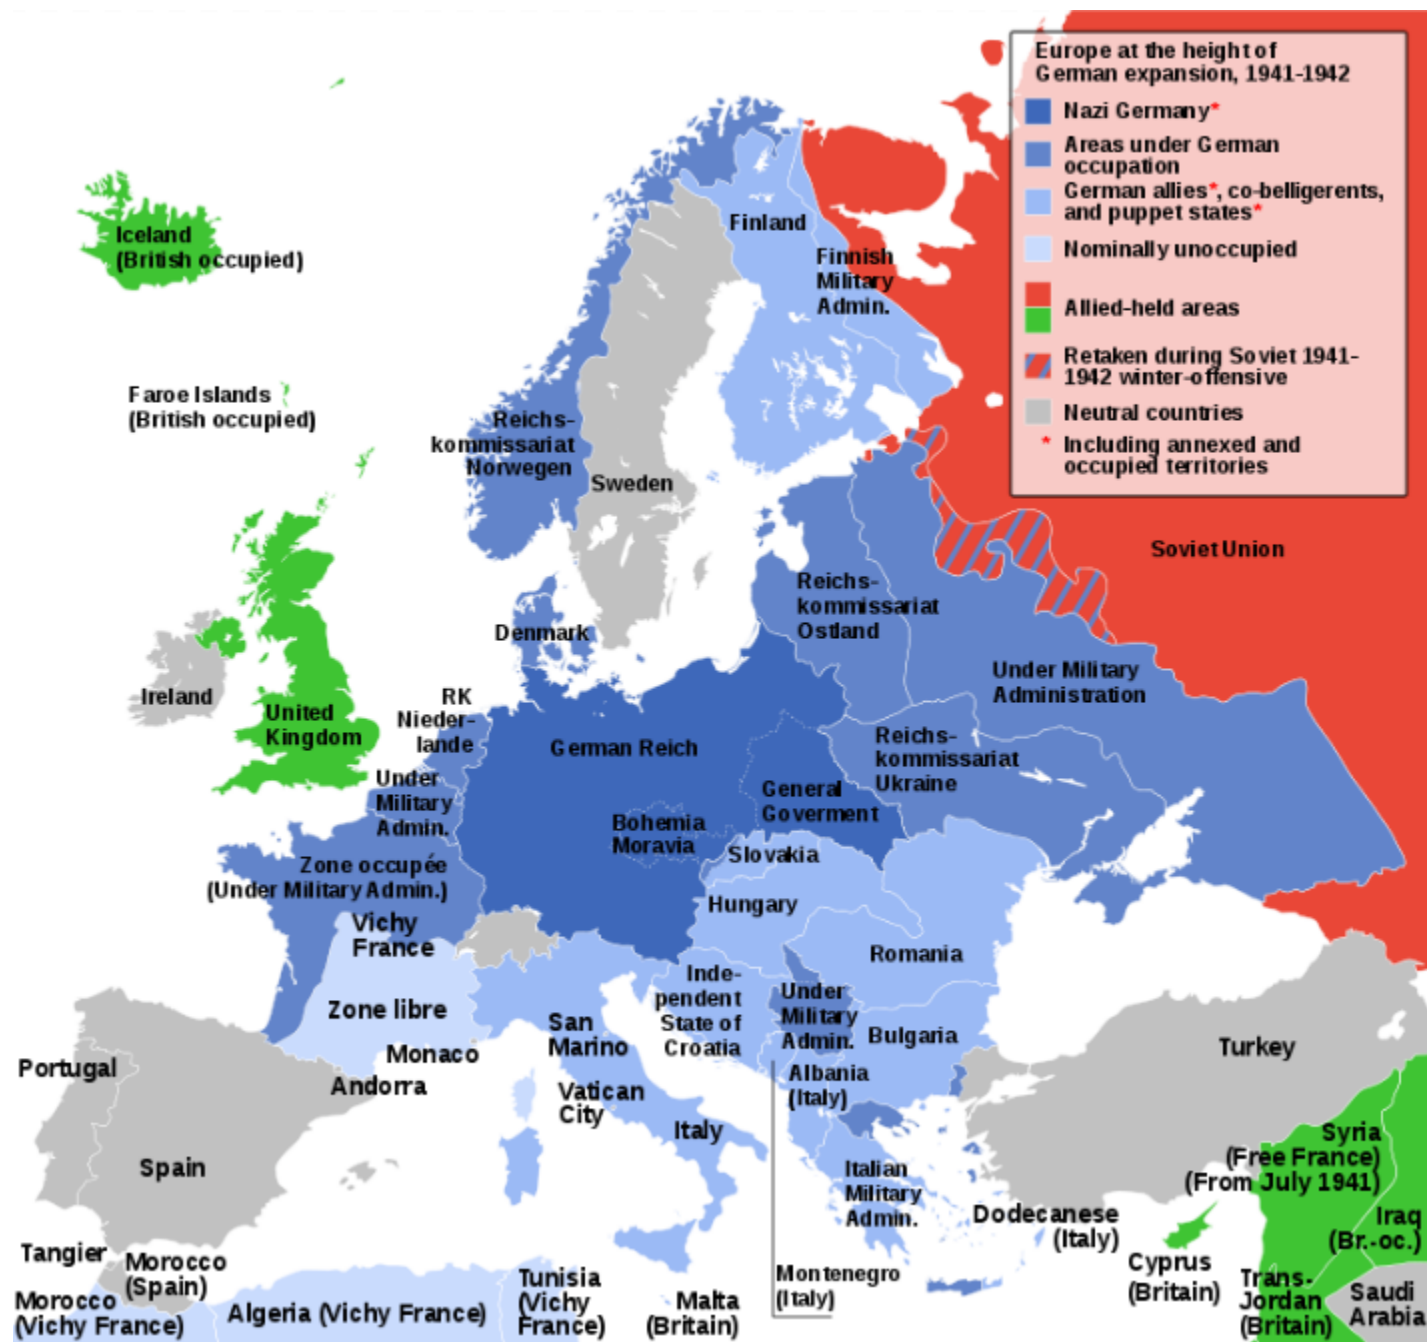 Europe at the height of
German expansion, 1941-1942
Nazi Germany*
Areas under German
occupation
German allies*, co-belligerents,
and puppet states*
Nominally unoccupied
Allied-held areas
Retaken during Soviet 1941-
1942 winter-offensive
Neutral countries
* Including annexed and
occupied territories
Iceland
(British occupied)
Faroe Islands
(British occupied)
Finland
Finnish
Military
Admin.
Reichs-
kommissariat
Norwegen
Sweden
Soviet Union
Reichs-
kommissariat
Ostland
Denmark
Under Military
Administration
Ireland
United
Kingdom
RK
Nieder-
lande
German Reich
Reichs-
kommissariat
Ukraine
Under
Military
Admin.
General
Goverment
Bohemia
Moravia
Slovakia
Zone occupée
(Under Military Admin.)
Hungary
Vichy
France
Romania
Zone libre
Inde-
pendent
State of
Croatia
Under
Military
Admin.
San
Marino
Bulgaria
Turkey
Monaco
Portugal
Andorra
Albania
(Italy)
Vatican
City
Italy
Spain
Italian
Military
Admin.
Syria
(Free France)
(From July 1941)
Dodecanese
(Italy)
Iraq
(Br.-oc.)
Tangier
Morocco
(Spain)
Cyprus
(Britain)
Morocco
(Vichy France)
Algeria (Vichy France)
Tunisia
(Vichy
France)
Malta
(Britain)
Montenegro
(Italy)
Trans-
Jordan
(Britain)
Saudi
Arabia